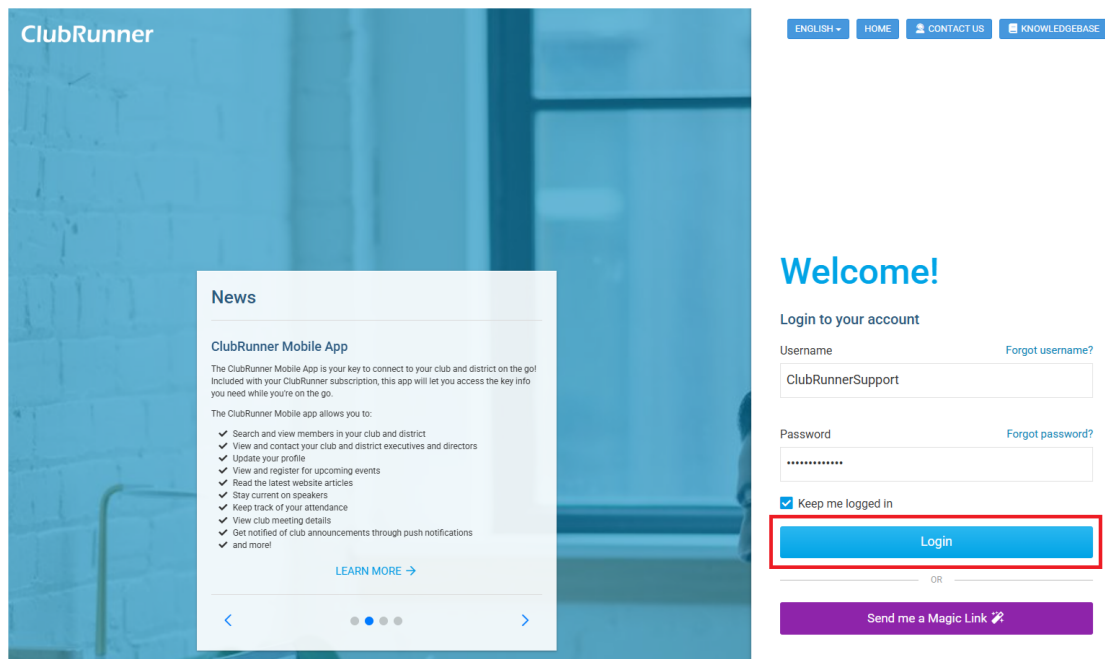 ClubRunner
ENGLISH
HOME
CONTACT US
KNOWLEDGEBASE
News
ClubRunner Mobile App
The ClubRunner Mobile App is your key to connect to your club and district on the go!
Included with your ClubRunner subscription, this app will let you access the key info
you need while you're on the go.
The ClubRunner Mobile app allows you to:
Search and view members in your club and district
View and contact your club and district executives and directors
Update your profile
View and register for upcoming events
Read the latest website articles
Stay current on speakers
Keep track of your attendance
View club meeting details
Get notified of club announcements through push notifications
and more!
LEARN MORE
Welcome!
Login to your account
Username
Forgot username?
ClubRunnerSupport
Password
Forgot password?
Keep me logged in
Login
OR
Send me a Magic Link